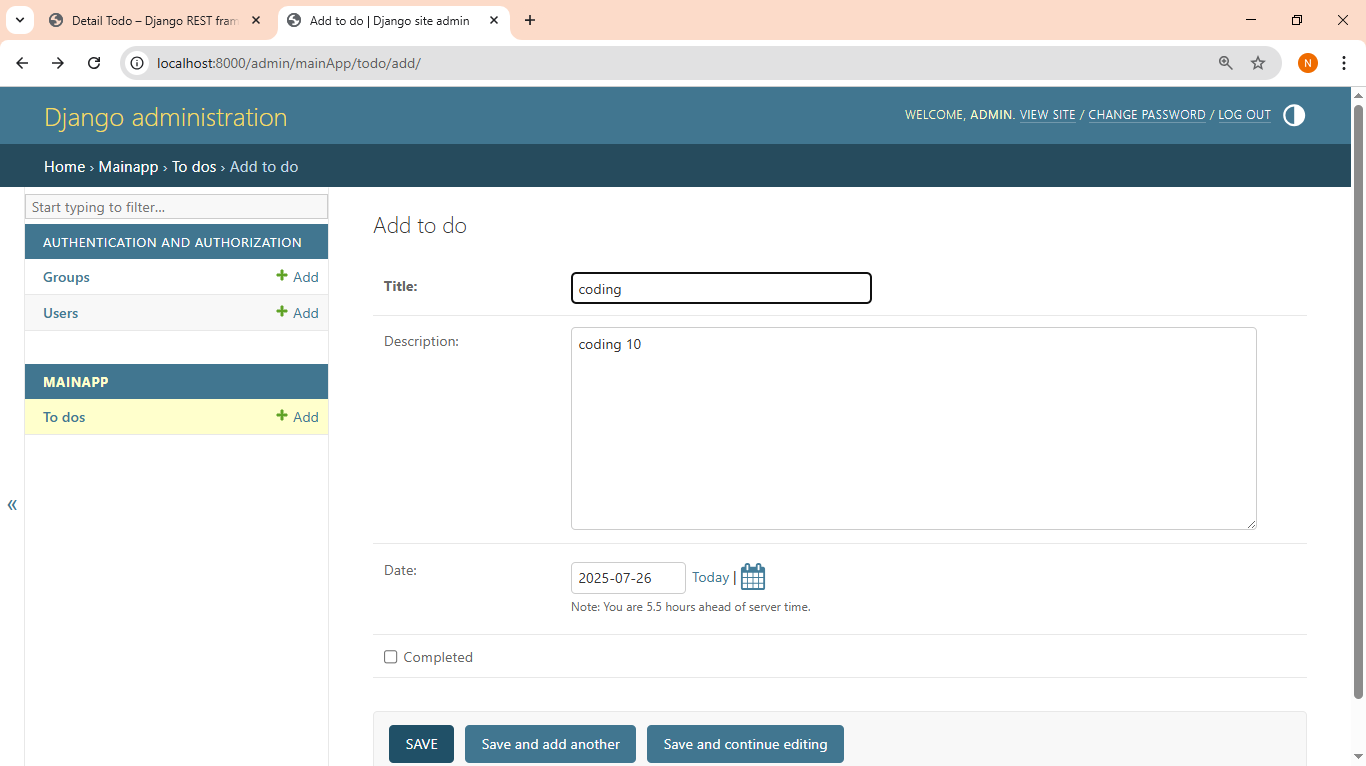 Detail Todo – Django REST fram
Add to do | Django site admin
localhost:8000/admin/mainApp/todo/add/
N
Django administration
WELCOME, ADMIN. VIEW SITE / CHANGE PASSWORD / LOG OUT
Home › Mainapp › To dos › Add to do
Start typing to filter...
AUTHENTICATION AND AUTHORIZATION
Groups + Add
Users + Add
MAINAPP
To dos + Add
«
Add to do
Title: coding
Description: coding 10
Date: 2025-07-26 Today |
Note: You are 5.5 hours ahead of server time.
Completed
SAVE Save and add another Save and continue editing